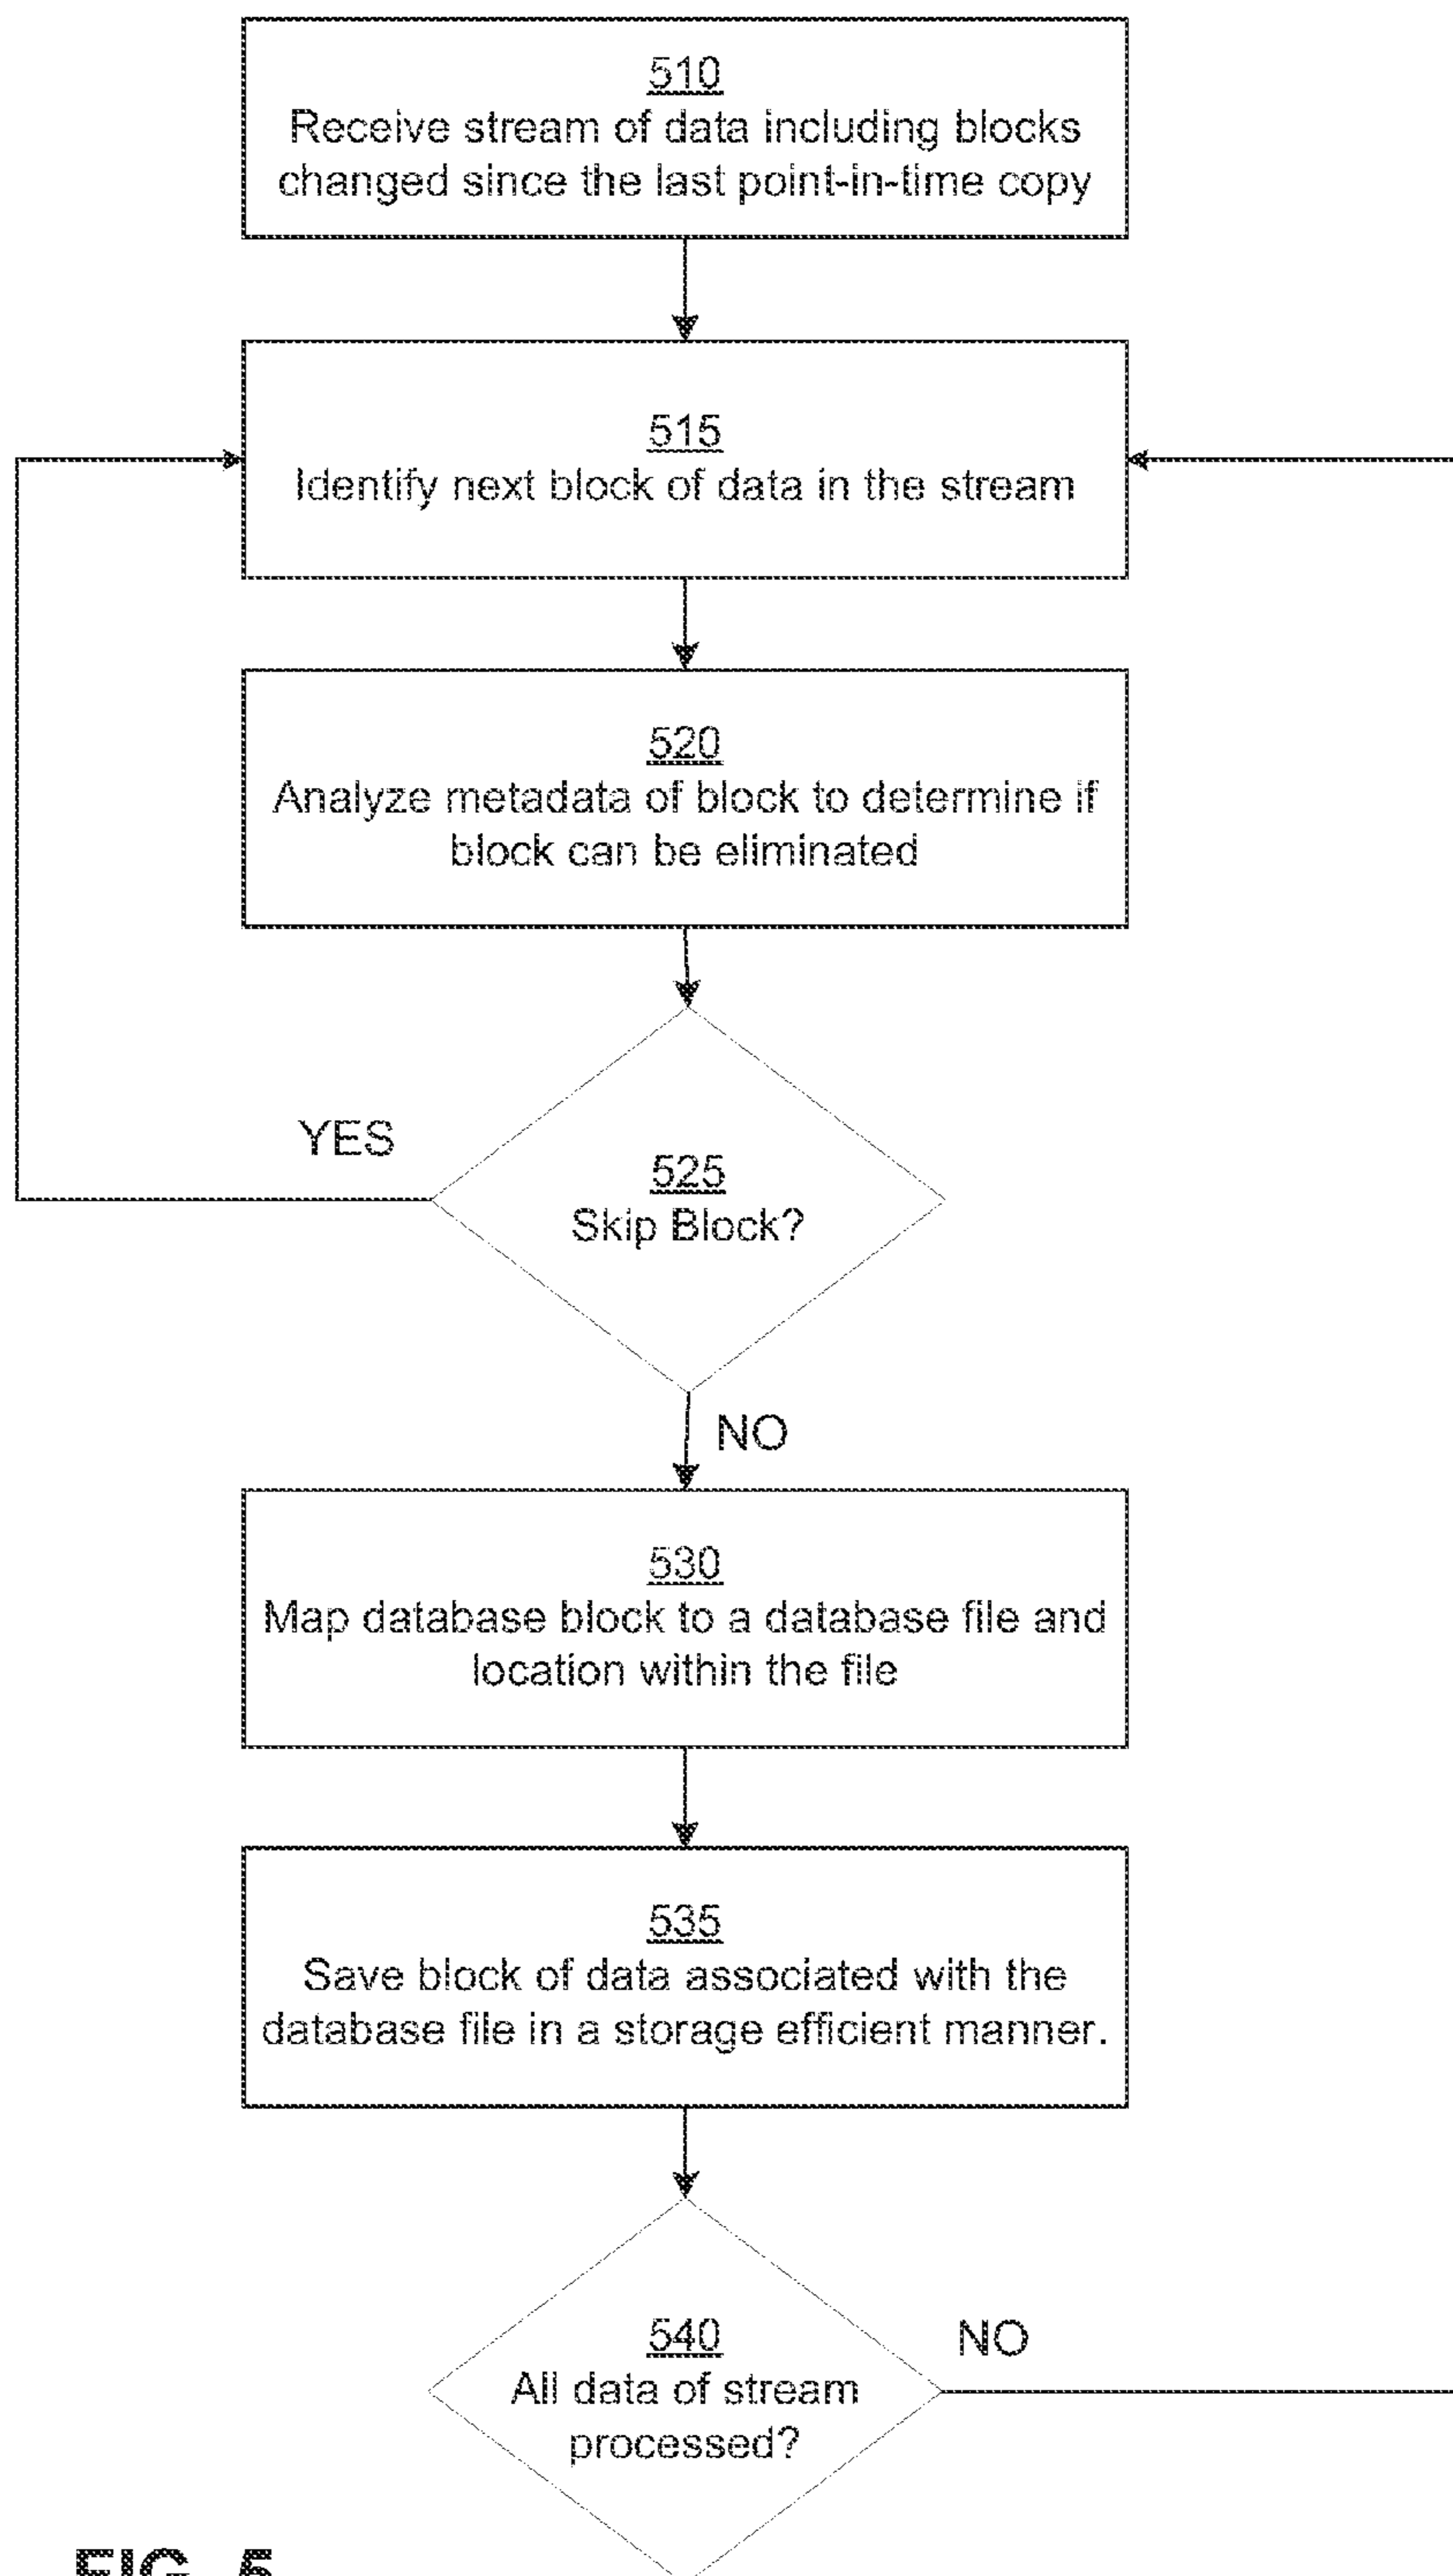 510
Receive stream of data including blocks
changed since the last point-in-time copy
515
Identify next block of data in the stream
520
Analyze metadata of block to determine if
block can be eliminated
YES
525
Skip Block?
NO
530
Map database block to a database file and
location within the file
535
Save block of data associated with the
database file in a storage efficient manner.
540
All data of stream
processed?
NO
FIG. 5